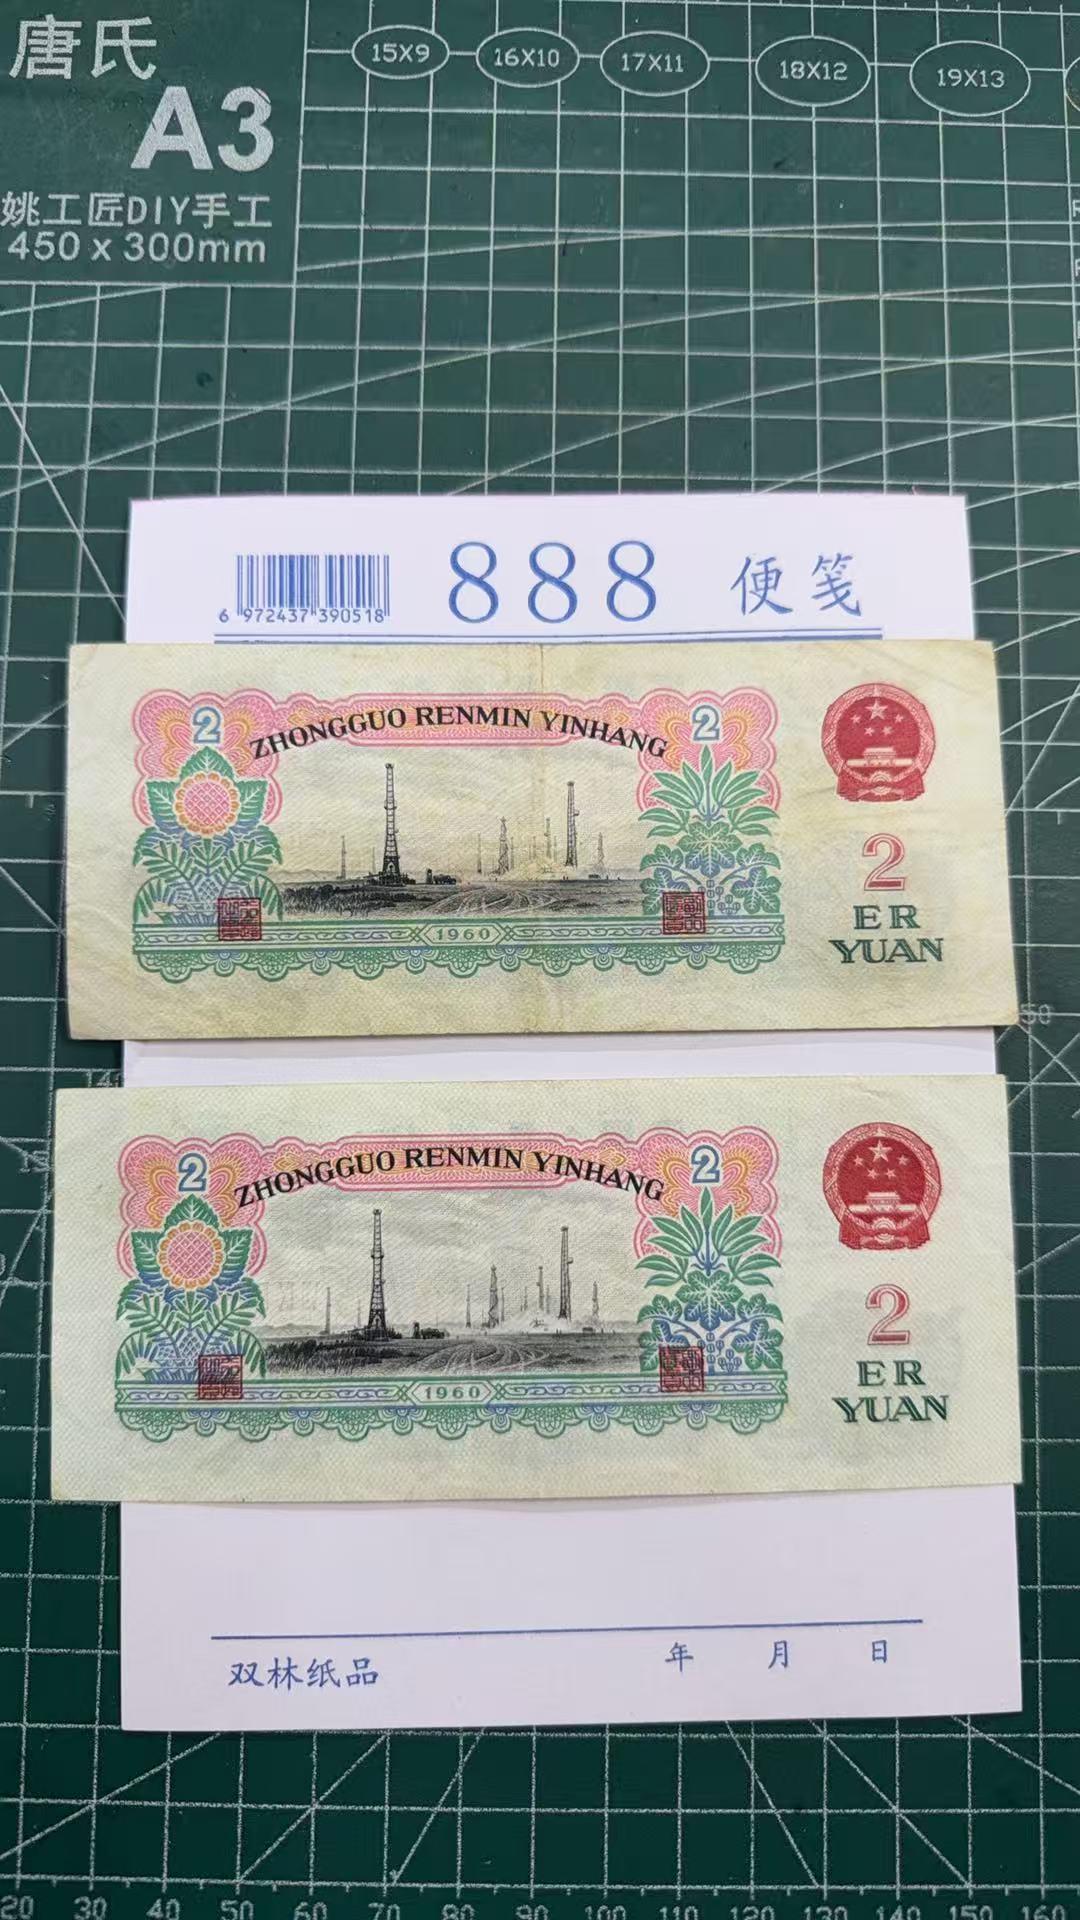 唐氏
A3
姚工匠DIY手工
450 x 300mm
15X9
16X10
17X11
18X12
19X13
888 便笺
6 972437 390518
2 ZHONGGUO RENMIN YINHANG 2
1960
2
ER
YUAN
50
2 ZHONGGUO RENMIN YINHANG 2
1960
2
ER
YUAN
双林纸品
年 月 日
20 30 40 50 60 70 80 90 100 110 120 130 140 150 160